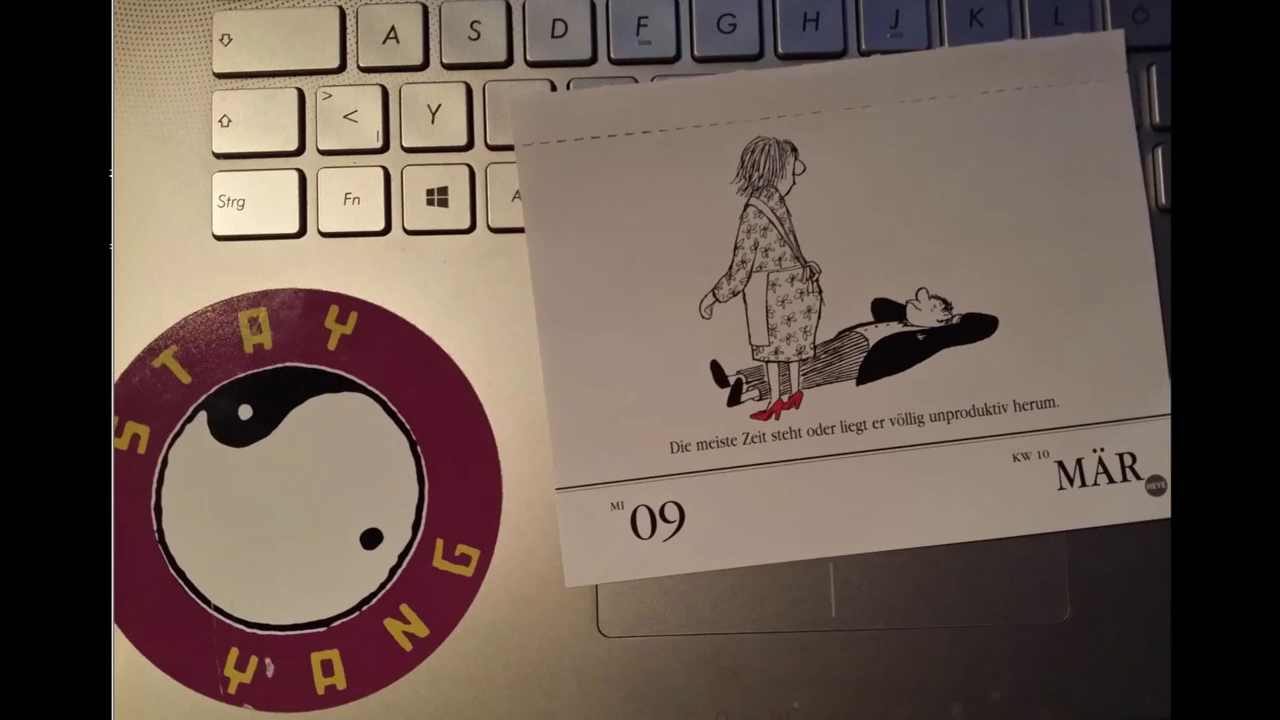 A S D F G H J K L Ö
> < | Y
Strg Fn A
STAY
YANG
Die meiste Zeit steht oder liegt er völlig unproduktiv herum.
KW 10 MÄR
HEYE
MI 09